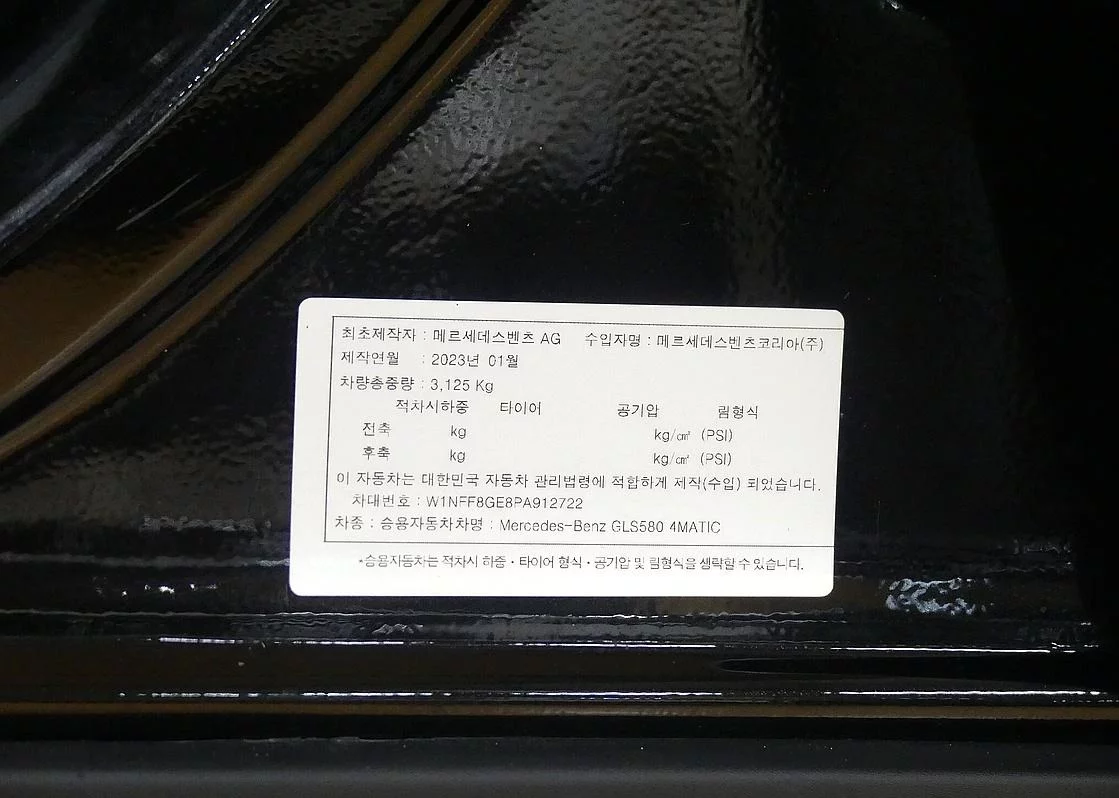 최초제작자 : 메르세데스벤츠 AG 수입자명 : 메르세데스벤츠코리아(주)
제작연월 : 2023년 01월
차량총중량 : 3,125 Kg
적차시하중 타이어 공기압 림형식
전축 kg kg/㎠ (PSI)
후축 kg kg/㎠ (PSI)
이 자동차는 대한민국 자동차 관리법령에 적합하게 제작(수입) 되었습니다.
차대번호 : W1NFF8GE8PA912722
차종 : 승용자동차차명 : Mercedes-Benz GLS580 4MATIC
*승용자동차는 적차시 하중·타이어 형식·공기압 및 림형식을 생략할 수 있습니다.